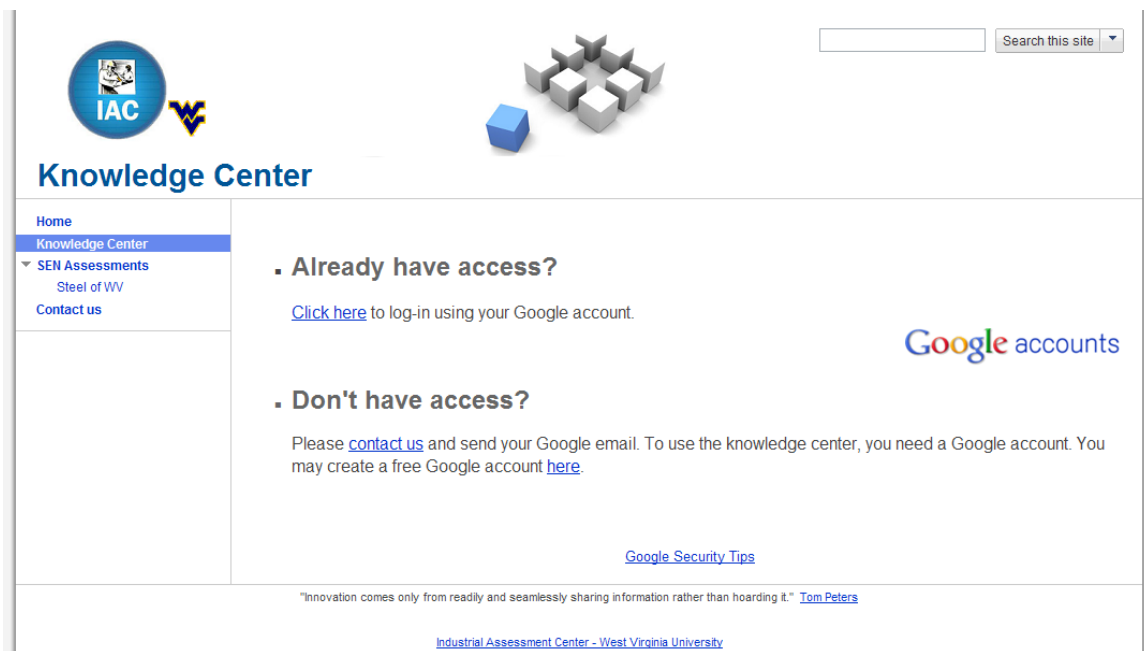 Search this site
IAC
WV
Knowledge Center
Home
Knowledge Center
SEN Assessments
Steel of WV
Contact us
Already have access?
Click here to log-in using your Google account.
Google accounts
Don't have access?
Please contact us and send your Google email. To use the knowledge center, you need a Google account. You
may create a free Google account here.
Google Security Tips
"Innovation comes only from readily and seamlessly sharing information rather than hoarding it." Tom Peters
Industrial Assessment Center - West Virginia University